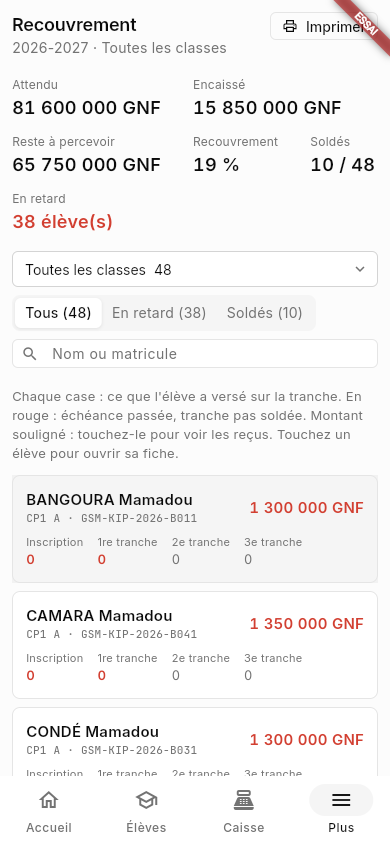 Recouvrement
Imprimer
ESSAI
2026-2027 · Toutes les classes
Attendu
Encaissé
81 600 000 GNF
15 850 000 GNF
Reste à percevoir
Recouvrement
Soldés
65 750 000 GNF
19 %
10 / 48
En retard
38 élève(s)
Toutes les classes 48
Tous (48)
En retard (38)
Soldés (10)
Nom ou matricule
Chaque case : ce que l'élève a versé sur la tranche. En
rouge : échéance passée, tranche pas soldée. Montant
souligné : touchez-le pour voir les reçus. Touchez un
élève pour ouvrir sa fiche.
BANGOURA Mamadou
CP1 A · GSM-KIP-2026-B011
1 300 000 GNF
Inscription 1re tranche 2e tranche 3e tranche
0 0 0 0
CAMARA Mamadou
CP1 A · GSM-KIP-2026-B041
1 350 000 GNF
Inscription 1re tranche 2e tranche 3e tranche
0 0 0 0
CONDÉ Mamadou
CP1 A · GSM-KIP-2026-B031
1 300 000 GNF
Inscription 1re tranche 2e tranche 3e tranche
Accueil
Élèves
Caisse
Plus